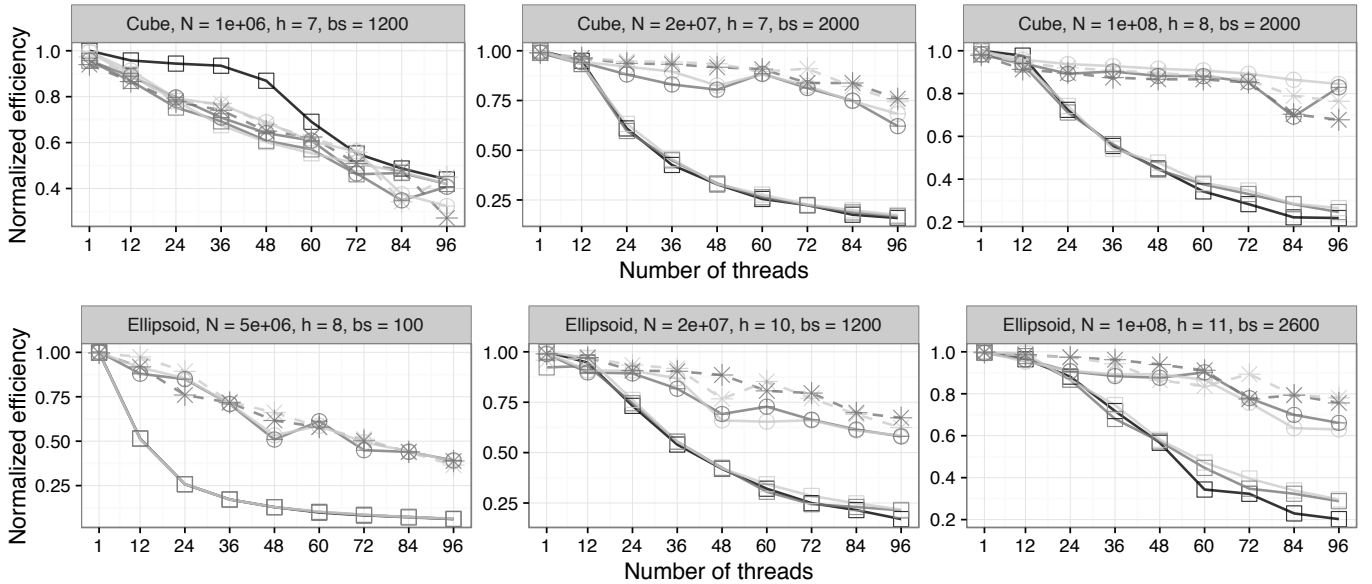 Cube, N = 1e+06, h = 7, bs = 1200
Cube, N = 2e+07, h = 7, bs = 2000
Cube, N = 1e+08, h = 8, bs = 2000
Normalized efficiency
1.0
0.8
0.6
0.4
1.00
0.75
0.50
0.25
1.0
0.8
0.6
0.4
0.2
1 12 24 36 48 60 72 84 96
1 12 24 36 48 60 72 84 96
1 12 24 36 48 60 72 84 96
Number of threads
Ellipsoid, N = 5e+06, h = 8, bs = 100
Ellipsoid, N = 2e+07, h = 10, bs = 1200
Ellipsoid, N = 1e+08, h = 11, bs = 2600
Normalized efficiency
1.00
0.75
0.50
0.25
1.00
0.75
0.50
0.25
1.0
0.8
0.6
0.4
0.2
1 12 24 36 48 60 72 84 96
1 12 24 36 48 60 72 84 96
1 12 24 36 48 60 72 84 96
Number of threads